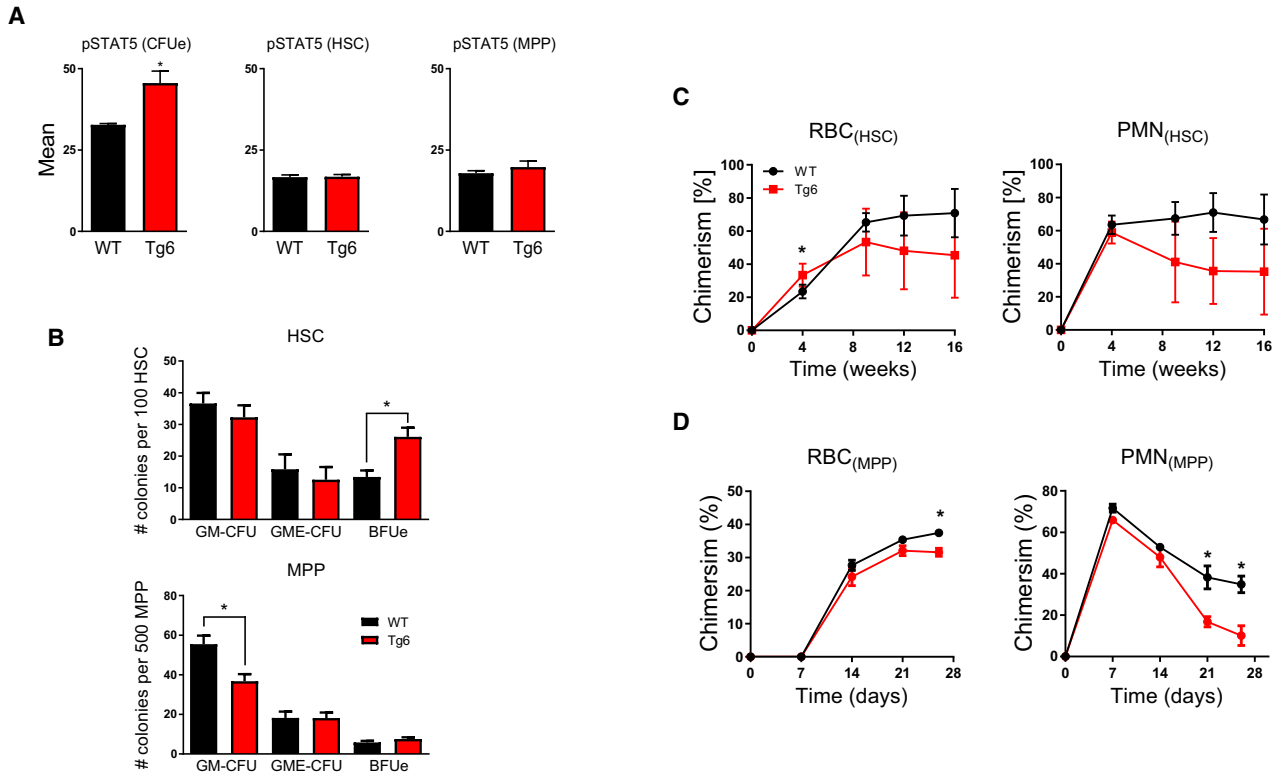 A
pSTAT5 (CFUe)
pSTAT5 (HSC)
pSTAT5 (MPP)
Mean
50
25
0
*
WT
Tg6
50
25
0
WT
Tg6
50
25
0
WT
Tg6
B
HSC
# colonies per 100 HSC
50
40
30
20
10
0
*
GM-CFU
GME-CFU
BFUe
MPP
# colonies per 500 MPP
80
60
40
20
0
*
WT
Tg6
GM-CFU
GME-CFU
BFUe
C
RBC(HSC)
Chimerism [%]
100
80
60
40
20
0
WT
Tg6
*
0
4
8
12
16
Time (weeks)
PMN(HSC)
Chimerism [%]
100
80
60
40
20
0
0
4
8
12
16
Time (weeks)
D
RBC(MPP)
Chimersim (%)
50
40
30
20
10
0
*
0
7
14
21
28
Time (days)
PMN(MPP)
Chimersim (%)
80
60
40
20
0
*
*
0
7
14
21
28
Time (days)